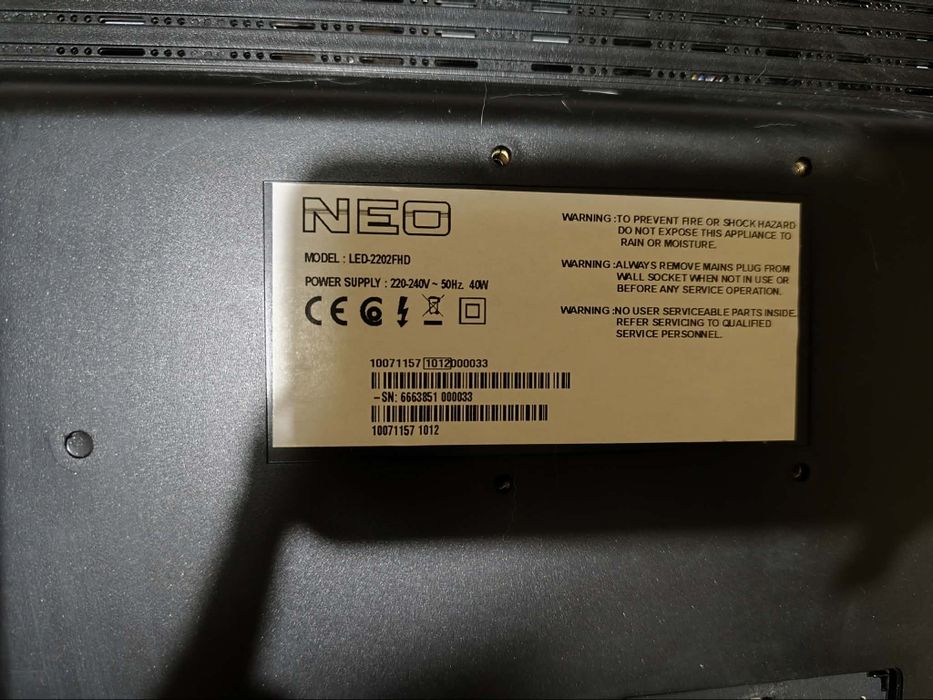 NEO
MODEL : LED-2202FHD
POWER SUPPLY : 220-240V ~ 50Hz. 40W
CE
10071157 1012 000033
-SN: 6663851 000033
10071157 1012
WARNING :TO PREVENT FIRE OR SHOCK HAZARD
DO NOT EXPOSE THIS APPLIANCE TO
RAIN OR MOISTURE.
WARNING :ALWAYS REMOVE MAINS PLUG FROM
WALL SOCKET WHEN NOT IN USE OR
BEFORE ANY SERVICE OPERATION.
WARNING :NO USER SERVICEABLE PARTS INSIDE.
REFER SERVICING TO QUALIFIED
SERVICE PERSONNEL.